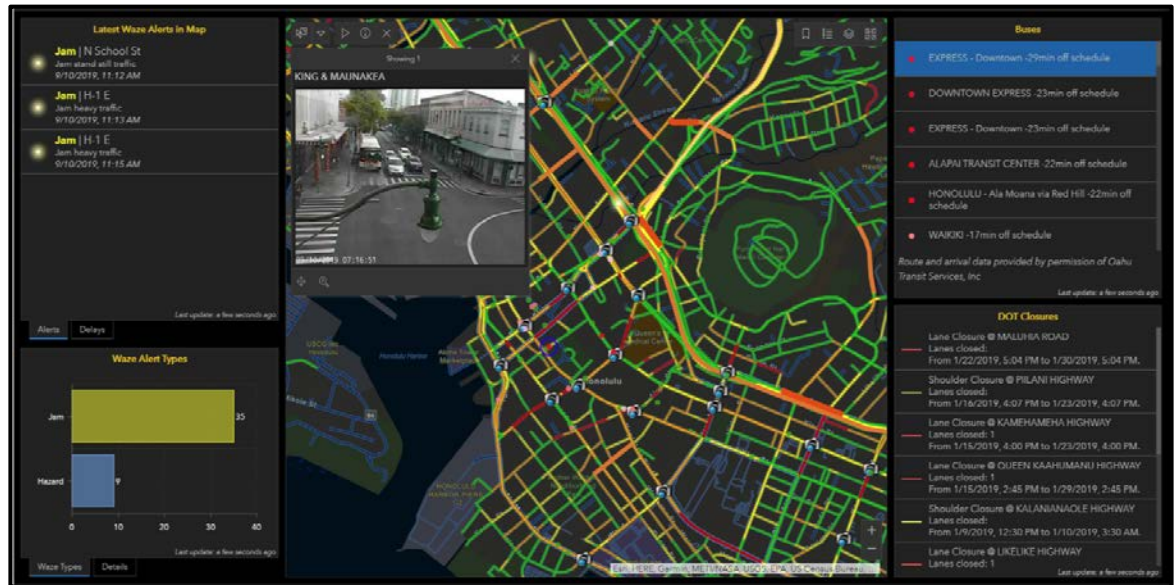 Latest Waze Alerts in Map
Jam | N School St
Jam stand still traffic
9/10/2019, 11:12 AM
Jam | H-1 E
Jam heavy traffic
9/10/2019, 11:13 AM
Jam | H-1 E
Jam heavy traffic
9/10/2019, 11:15 AM
Last update: a few seconds ago
Alerts
Delays
Waze Alert Types
Jam
35
Hazard
9
0
10
20
30
40
Last update: a few seconds ago
Waze Types
Details
Showing 1
KING & MAUNAKEA
2019 07:16:51
Honolulu Harbor
Honolulu
Esri, HERE, Garmin, METI/NASA, USGS, EPA, US Census Bureau,
Buses
EXPRESS - Downtown -29min off schedule
DOWNTOWN EXPRESS -23min off schedule
EXPRESS - Downtown -23min off schedule
ALAPAI TRANSIT CENTER -22min off schedule
HONOLULU - Ala Moana via Red Hill -22min off
schedule
WAIKIKI -17min off schedule
Route and arrival data provided by permission of Oahu
Transit Services, Inc
Last update: a few seconds ago
DOT Closures
Lane Closure @ MALUHIA ROAD
Lanes closed:
From 1/22/2019, 5:04 PM to 1/30/2019, 5:04 PM.
Shoulder Closure @ PIILANI HIGHWAY
Lanes closed:
From 1/16/2019, 4:07 PM to 1/23/2019, 4:07 PM.
Lane Closure @ KAMEHAMEHA HIGHWAY
Lanes closed: 1
From 1/15/2019, 4:00 PM to 1/23/2019, 4:00 PM.
Lane Closure @ QUEEN KAAHUMANU HIGHWAY
Lanes closed: 1
From 1/15/2019, 2:45 PM to 1/29/2019, 2:45 PM.
Shoulder Closure @ KALANIANAOLE HIGHWAY
Lanes closed:
From 1/9/2019, 12:30 PM to 1/10/2019, 3:30 AM.
Lane Closure @ LIKELIKE HIGHWAY
Lanes closed: 1
Last update: a few seconds ago